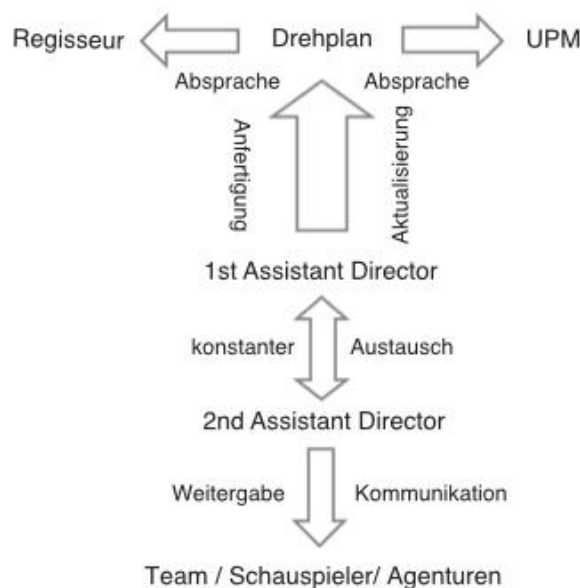 Regisseur Drehplan UPM
Absprache Absprache
Anfertigung Aktualisierung
1st Assistant Director
konstanter Austausch
2nd Assistant Director
Weitergabe Kommunikation
Team / Schauspieler/ Agenturen